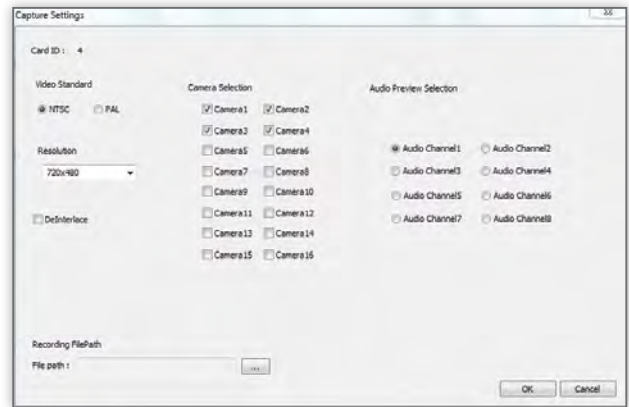 Capture Settings
Card ID : 4
Video Standard
NTSC PAL
Resolution
720x480
DeInterlace
Camera Selection
Camera1 Camera2
Camera3 Camera4
Camera5 Camera6
Camera7 Camera8
Camera9 Camera10
Camera11 Camera12
Camera13 Camera14
Camera15 Camera16
Audio Preview Selection
Audio Channel1 Audio Channel2
Audio Channel3 Audio Channel4
Audio Channel5 Audio Channel6
Audio Channel7 Audio Channel8
Recording FilePath
File path : ...
OK Cancel